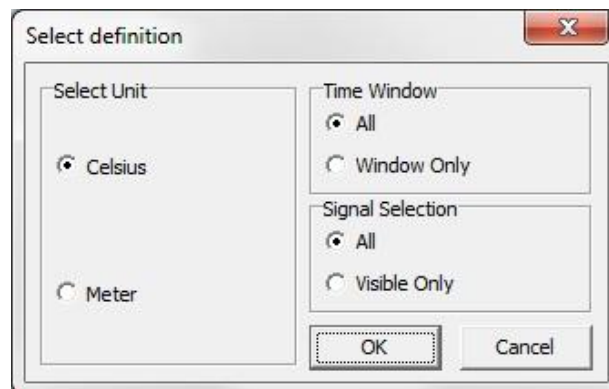 Select definition
Select Unit
Celsius
Meter
Time Window
All
Window Only
Signal Selection
All
Visible Only
OK
Cancel